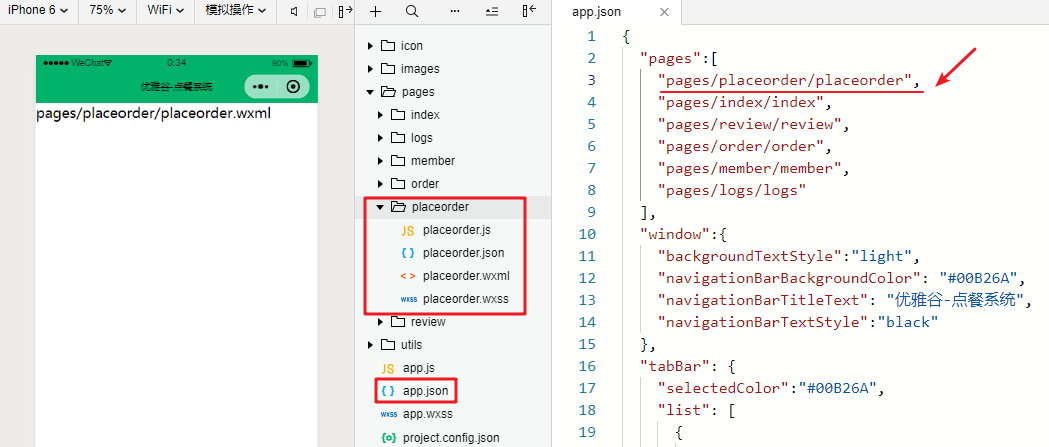 iPhone 6 75% WiFi 模拟操作
WeChat 0:34 90%
优雅谷-点餐系统
pages/placeorder/placeorder.wxml
icon
images
pages
index
logs
member
order
placeorder
JS placeorder.js
{ } placeorder.json
< > placeorder.wxml
WXSS placeorder.wxss
review
utils
JS app.js
{ } app.json
WXSS app.wxss
{o} project.config.json
app.json
1 {
2 "pages":[
3 "pages/placeorder/placeorder",
4 "pages/index/index",
5 "pages/review/review",
6 "pages/order/order",
7 "pages/member/member",
8 "pages/logs/logs"
9 ],
10 "window":{
11 "backgroundTextStyle":"light",
12 "navigationBarBackgroundColor": "#00B26A",
13 "navigationBarTitleText": "优雅谷-点餐系统",
14 "navigationBarTextStyle":"black"
15 },
16 "tabBar": {
17 "selectedColor":"#00B26A",
18 "list": [
19 {